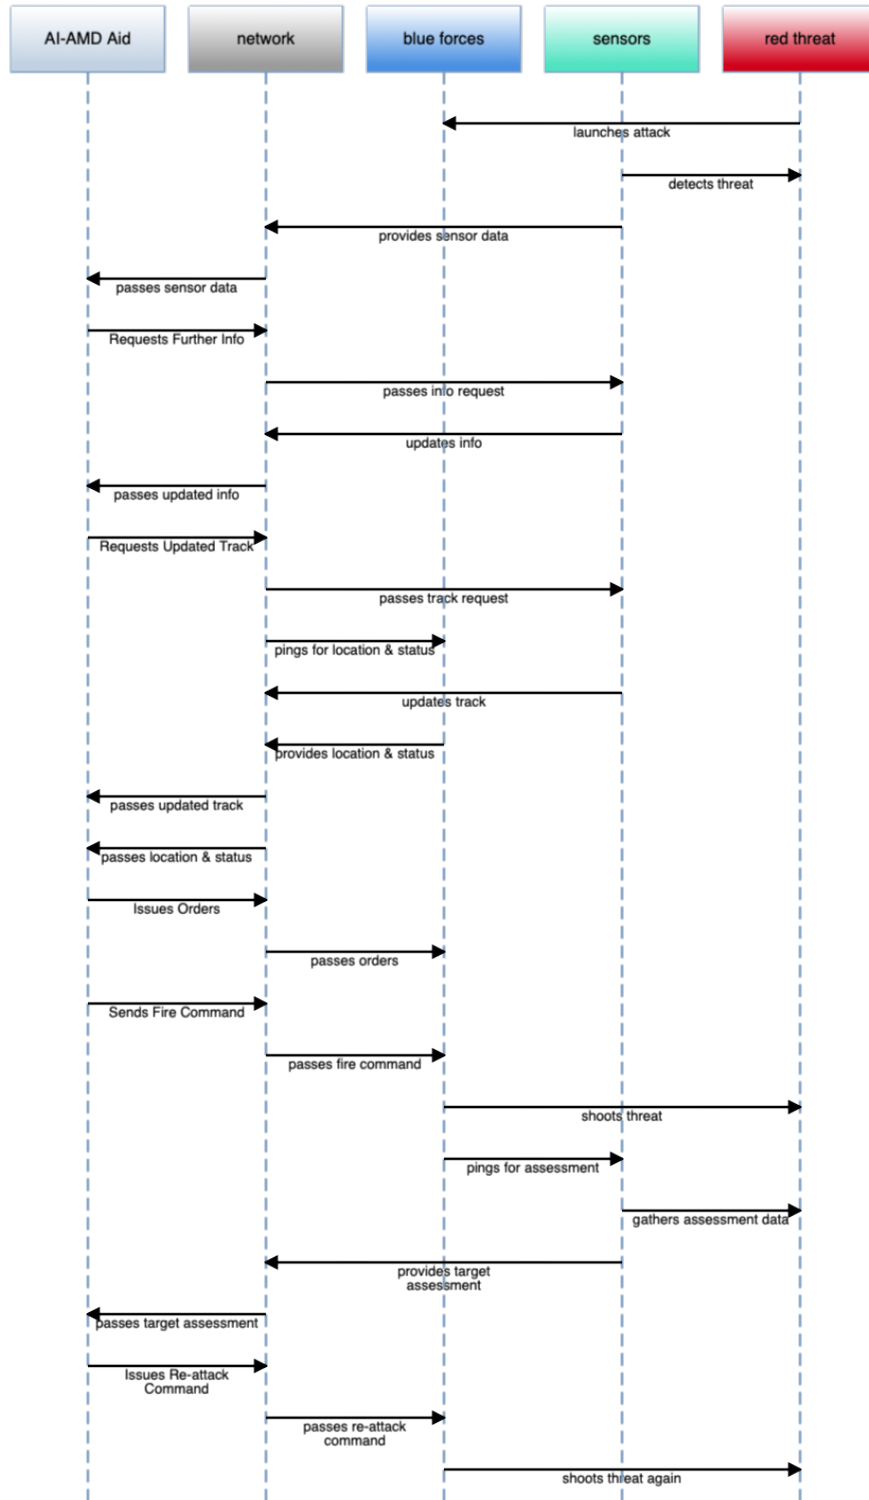 AI-AMD Aid
network
blue forces
sensors
red threat
launches attack
detects threat
provides sensor data
passes sensor data
Requests Further Info
passes info request
updates info
passes updated info
Requests Updated Track
passes track request
pings for location & status
updates track
provides location & status
passes updated track
passes location & status
Issues Orders
passes orders
Sends Fire Command
passes fire command
shoots threat
pings for assessment
gathers assessment data
provides target
assessment
passes target assessment
Issues Re-attack
Command
passes re-attack
command
shoots threat again